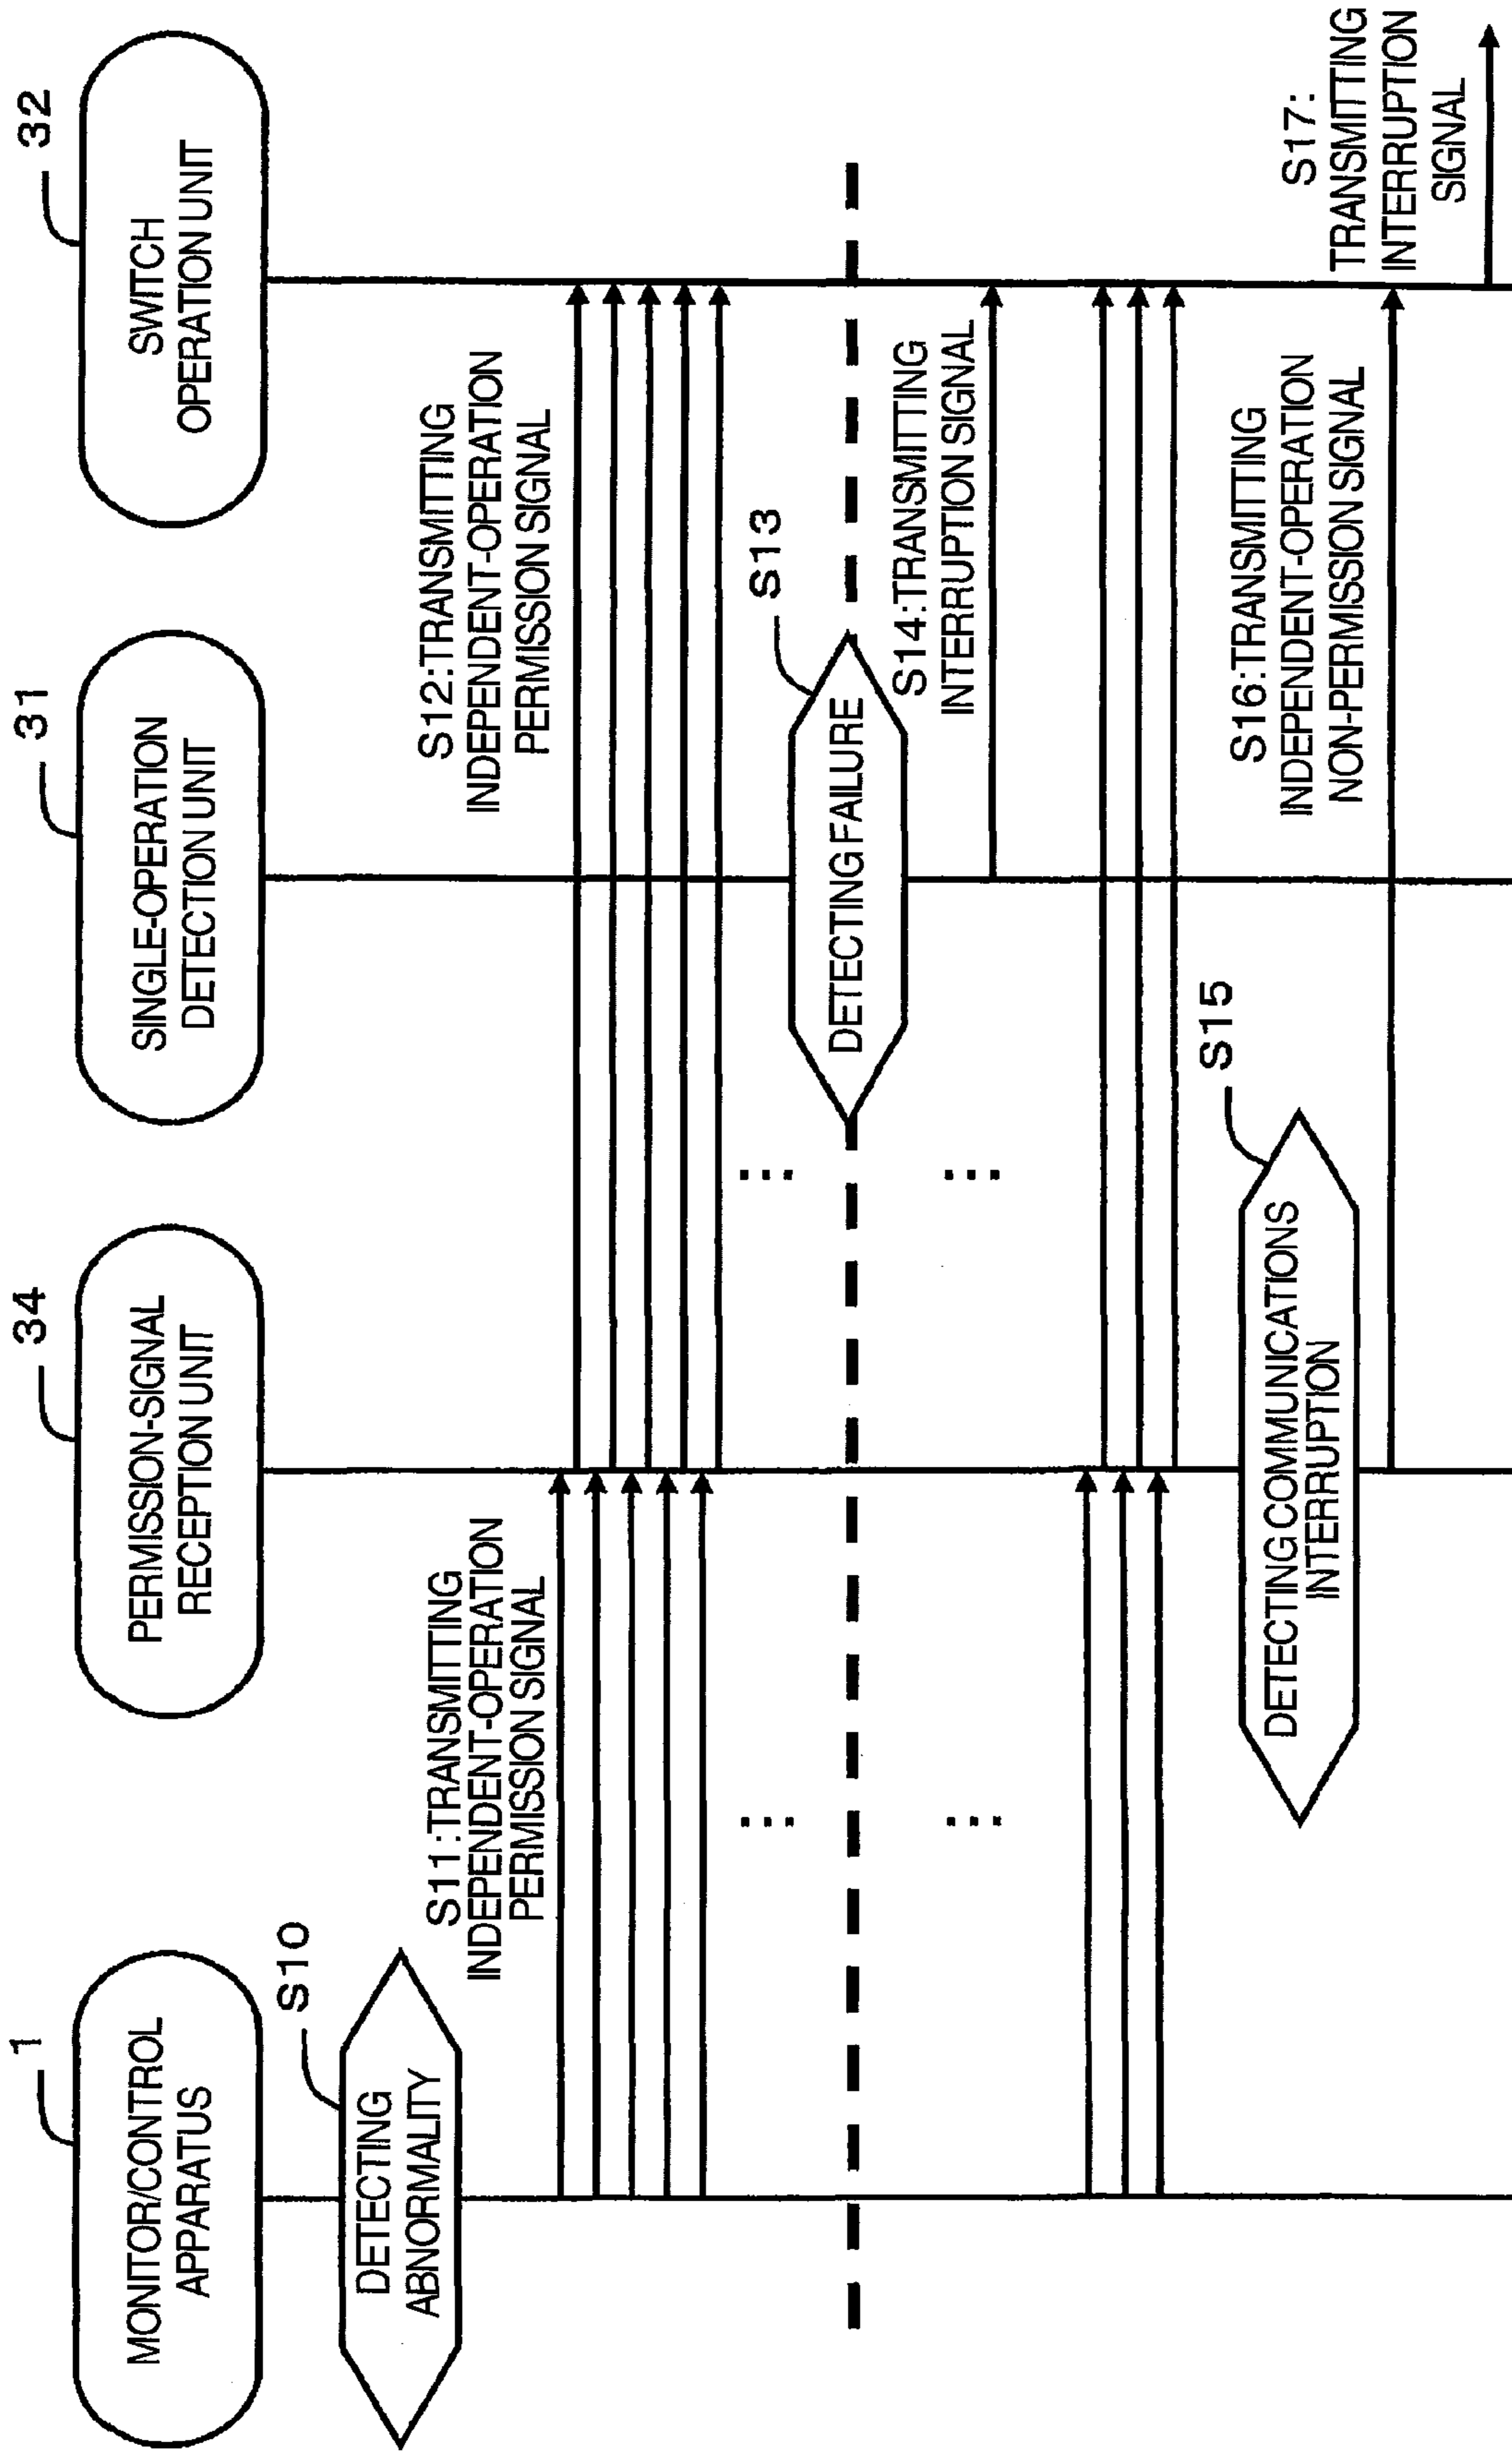 1
MONITOR/CONTROL
APPARATUS
34
PERMISSION-SIGNAL
RECEPTION UNIT
31
SINGLE-OPERATION
DETECTION UNIT
32
SWITCH
OPERATION UNIT
S10
DETECTING
ABNORMALITY
S11:TRANSMITTING
INDEPENDENT-OPERATION
PERMISSION SIGNAL
S12:TRANSMITTING
INDEPENDENT-OPERATION
PERMISSION SIGNAL
...
...
S13
DETECTING FAILURE
S14:TRANSMITTING
INTERRUPTION SIGNAL
...
...
S15
DETECTING COMMUNICATIONS
INTERRUPTION
S16:TRANSMITTING
INDEPENDENT-OPERATION
NON-PERMISSION SIGNAL
S17:
TRANSMITTING
INTERRUPTION
SIGNAL